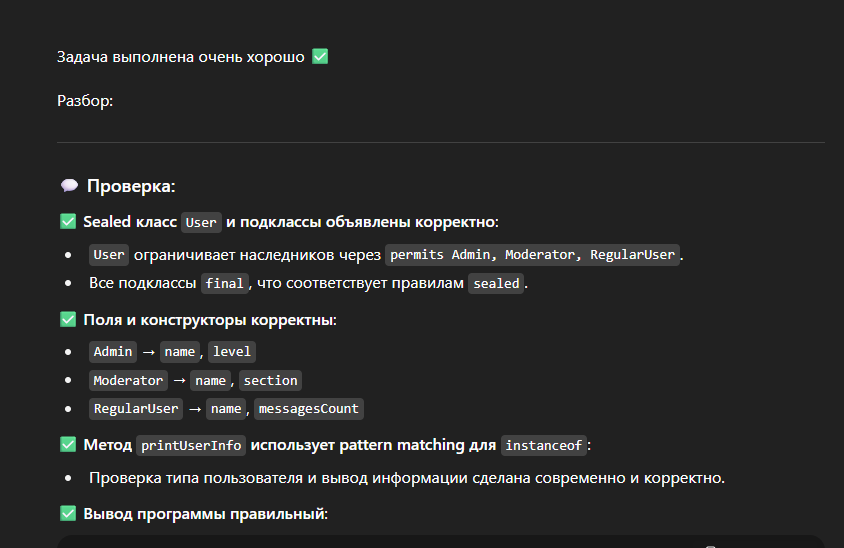 Задача выполнена очень хорошо ✅
Разбор:
💬 Проверка:
✅ Sealed класс User и подклассы объявлены корректно:
• User ограничивает наследников через permits Admin, Moderator, RegularUser.
• Все подклассы final, что соответствует правилам sealed.
✅ Поля и конструкторы корректны:
• Admin → name, level
• Moderator → name, section
• RegularUser → name, messagesCount
✅ Метод printUserInfo использует pattern matching для instanceof:
• Проверка типа пользователя и вывод информации сделана современно и корректно.
✅ Вывод программы правильный: